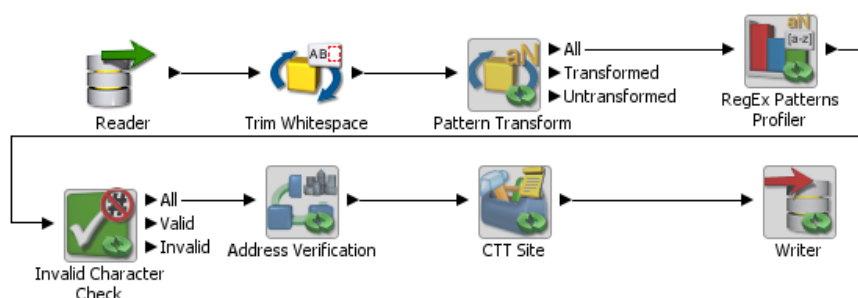 AB
aN
All
Transformed
Untransformed
aN
[a-z]
Reader
Trim Whitespace
Pattern Transform
RegEx Patterns
Profiler
All
Valid
Invalid
Invalid Character
Check
Address Verification
CTT Site
Writer